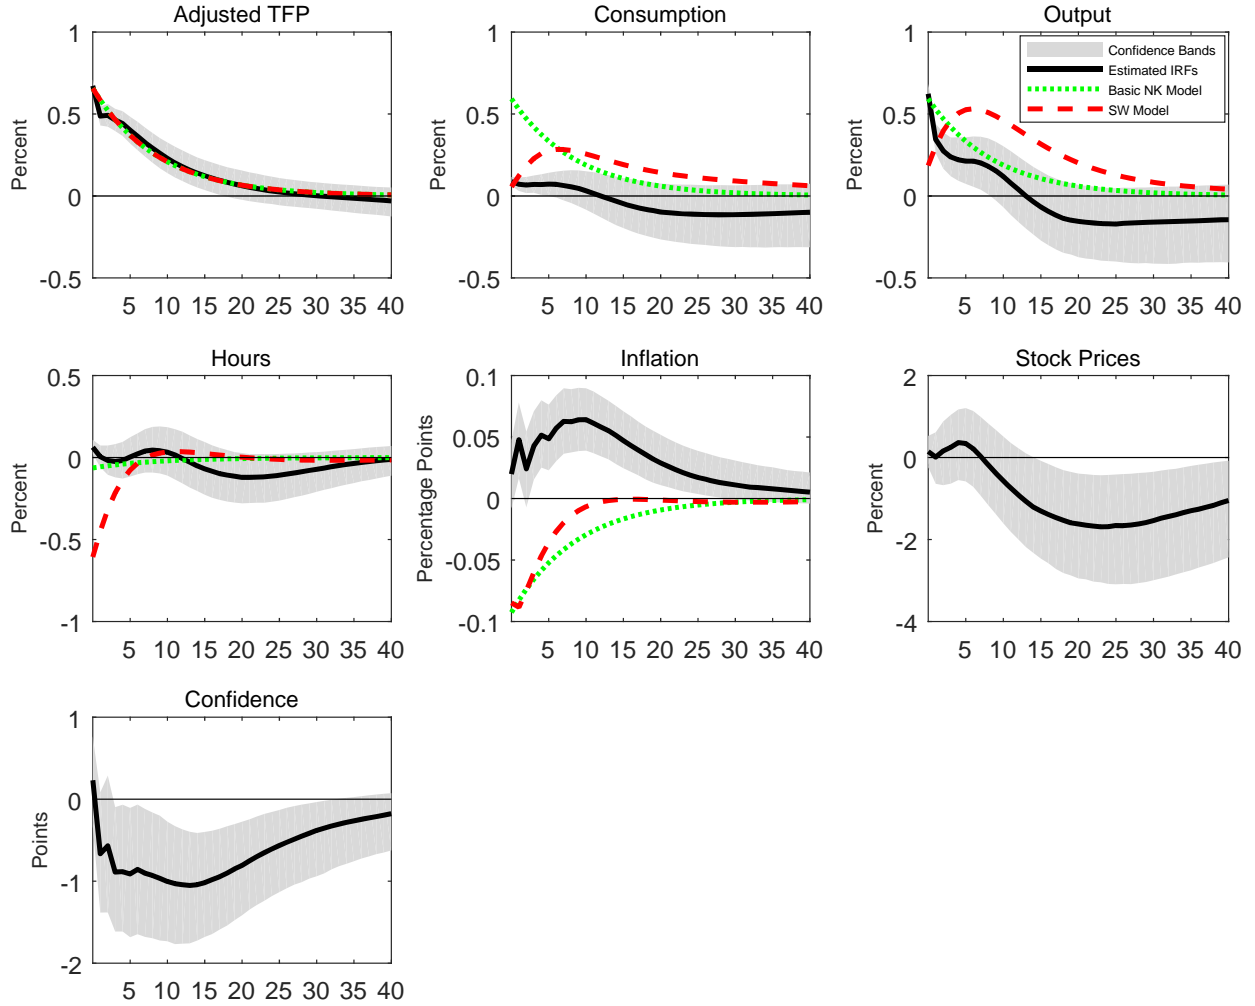 Adjusted TFP
Percent
1
0.5
0
-0.5
5 10 15 20 25 30 35 40
Consumption
Percent
1
0.5
0
-0.5
5 10 15 20 25 30 35 40
Output
Percent
1
0.5
0
-0.5
5 10 15 20 25 30 35 40
Confidence Bands
Estimated IRFs
Basic NK Model
SW Model
Hours
Percent
0.5
0
-0.5
-1
5 10 15 20 25 30 35 40
Inflation
Percentage Points
0.1
0.05
0
-0.05
-0.1
5 10 15 20 25 30 35 40
Stock Prices
Percent
2
0
-2
-4
5 10 15 20 25 30 35 40
Confidence
Points
1
0
-1
-2
5 10 15 20 25 30 35 40